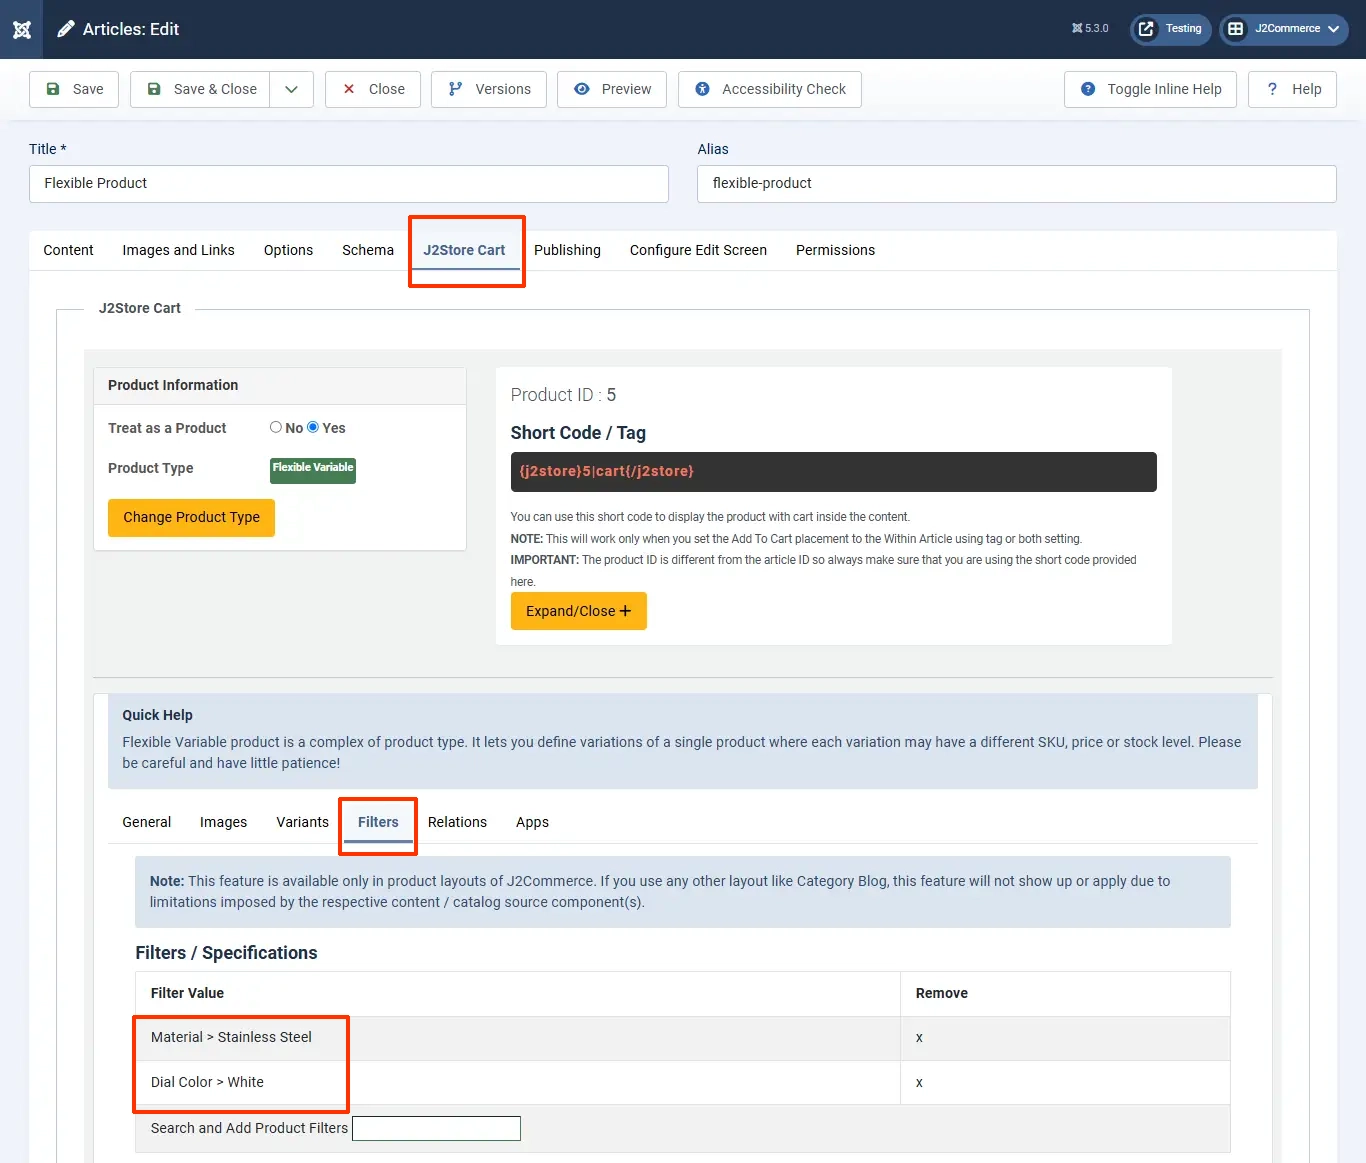 Articles: Edit
5.3.0
Testing
J2Commerce
Save
Save & Close
Close
Versions
Preview
Accessibility Check
Toggle Inline Help
? Help
Title *
Alias
Flexible Product
flexible-product
Content
Images and Links
Options
Schema
J2Store Cart
Publishing
Configure Edit Screen
Permissions
J2Store Cart
Product Information
Treat as a Product
No
Yes
Product Type
Flexible Variable
Change Product Type
Product ID : 5
Short Code / Tag
{j2store}5|cart{/j2store}
You can use this short code to display the product with cart inside the content.
NOTE: This will work only when you set the Add To Cart placement to the Within Article using tag or both setting.
IMPORTANT: The product ID is different from the article ID so always make sure that you are using the short code provided
here.
Expand/Close +
Quick Help
Flexible Variable product is a complex of product type. It lets you define variations of a single product where each variation may have a different SKU, price or stock level. Please
be careful and have little patience!
General
Images
Variants
Filters
Relations
Apps
Note: This feature is available only in product layouts of J2Commerce. If you use any other layout like Category Blog, this feature will not show up or apply due to
limitations imposed by the respective content / catalog source component(s).
Filters / Specifications
Filter Value
Remove
Material > Stainless Steel
x
Dial Color > White
x
Search and Add Product Filters